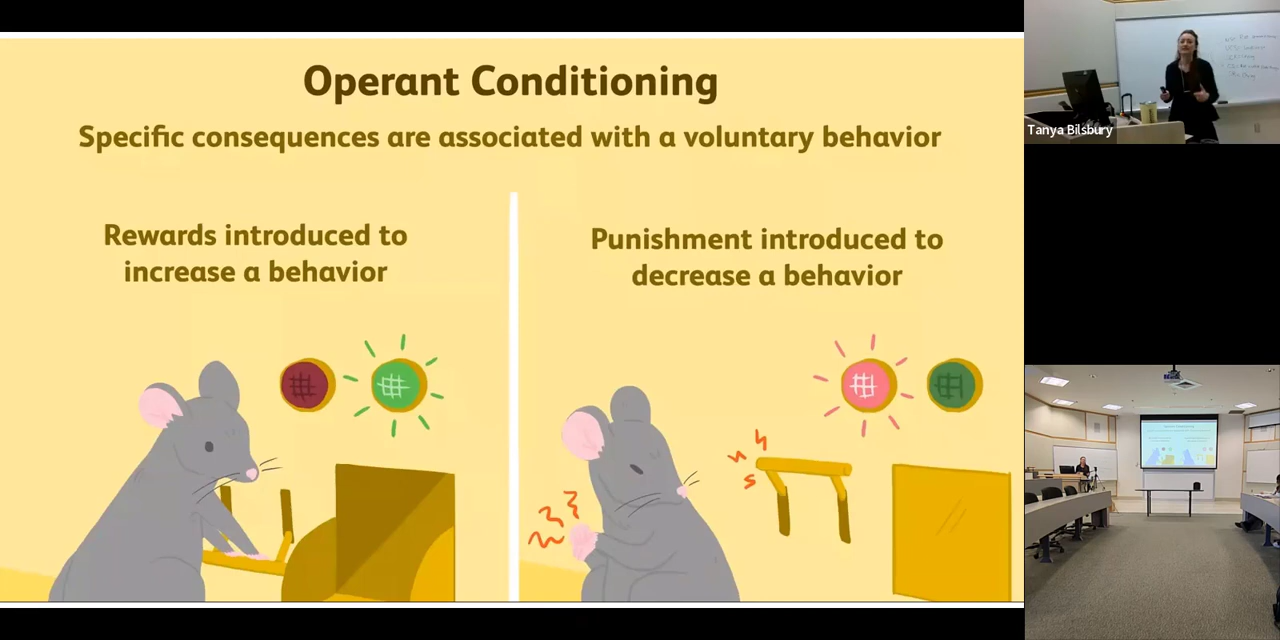 Operant Conditioning
Specific consequences are associated with a voluntary behavior
Rewards introduced to
increase a behavior
Punishment introduced to
decrease a behavior
Tanya Bilsbury